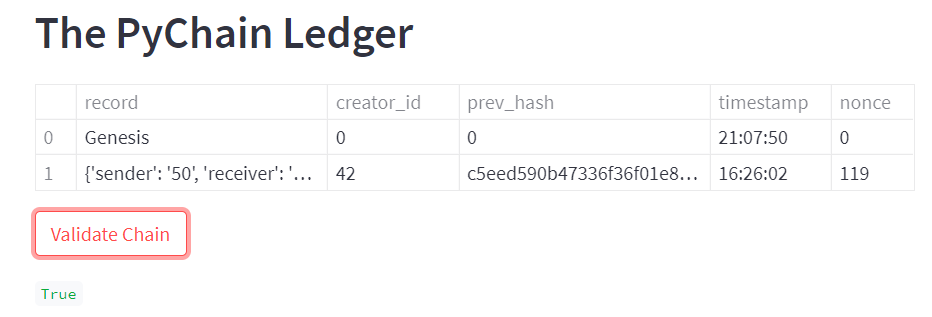 The PyChain Ledger
record creator_id prev_hash timestamp nonce
0 Genesis 0 0 21:07:50 0
1 {'sender': '50', 'receiver': '... 42 c5eed590b47336f36f01e8... 16:26:02 119
Validate Chain
True